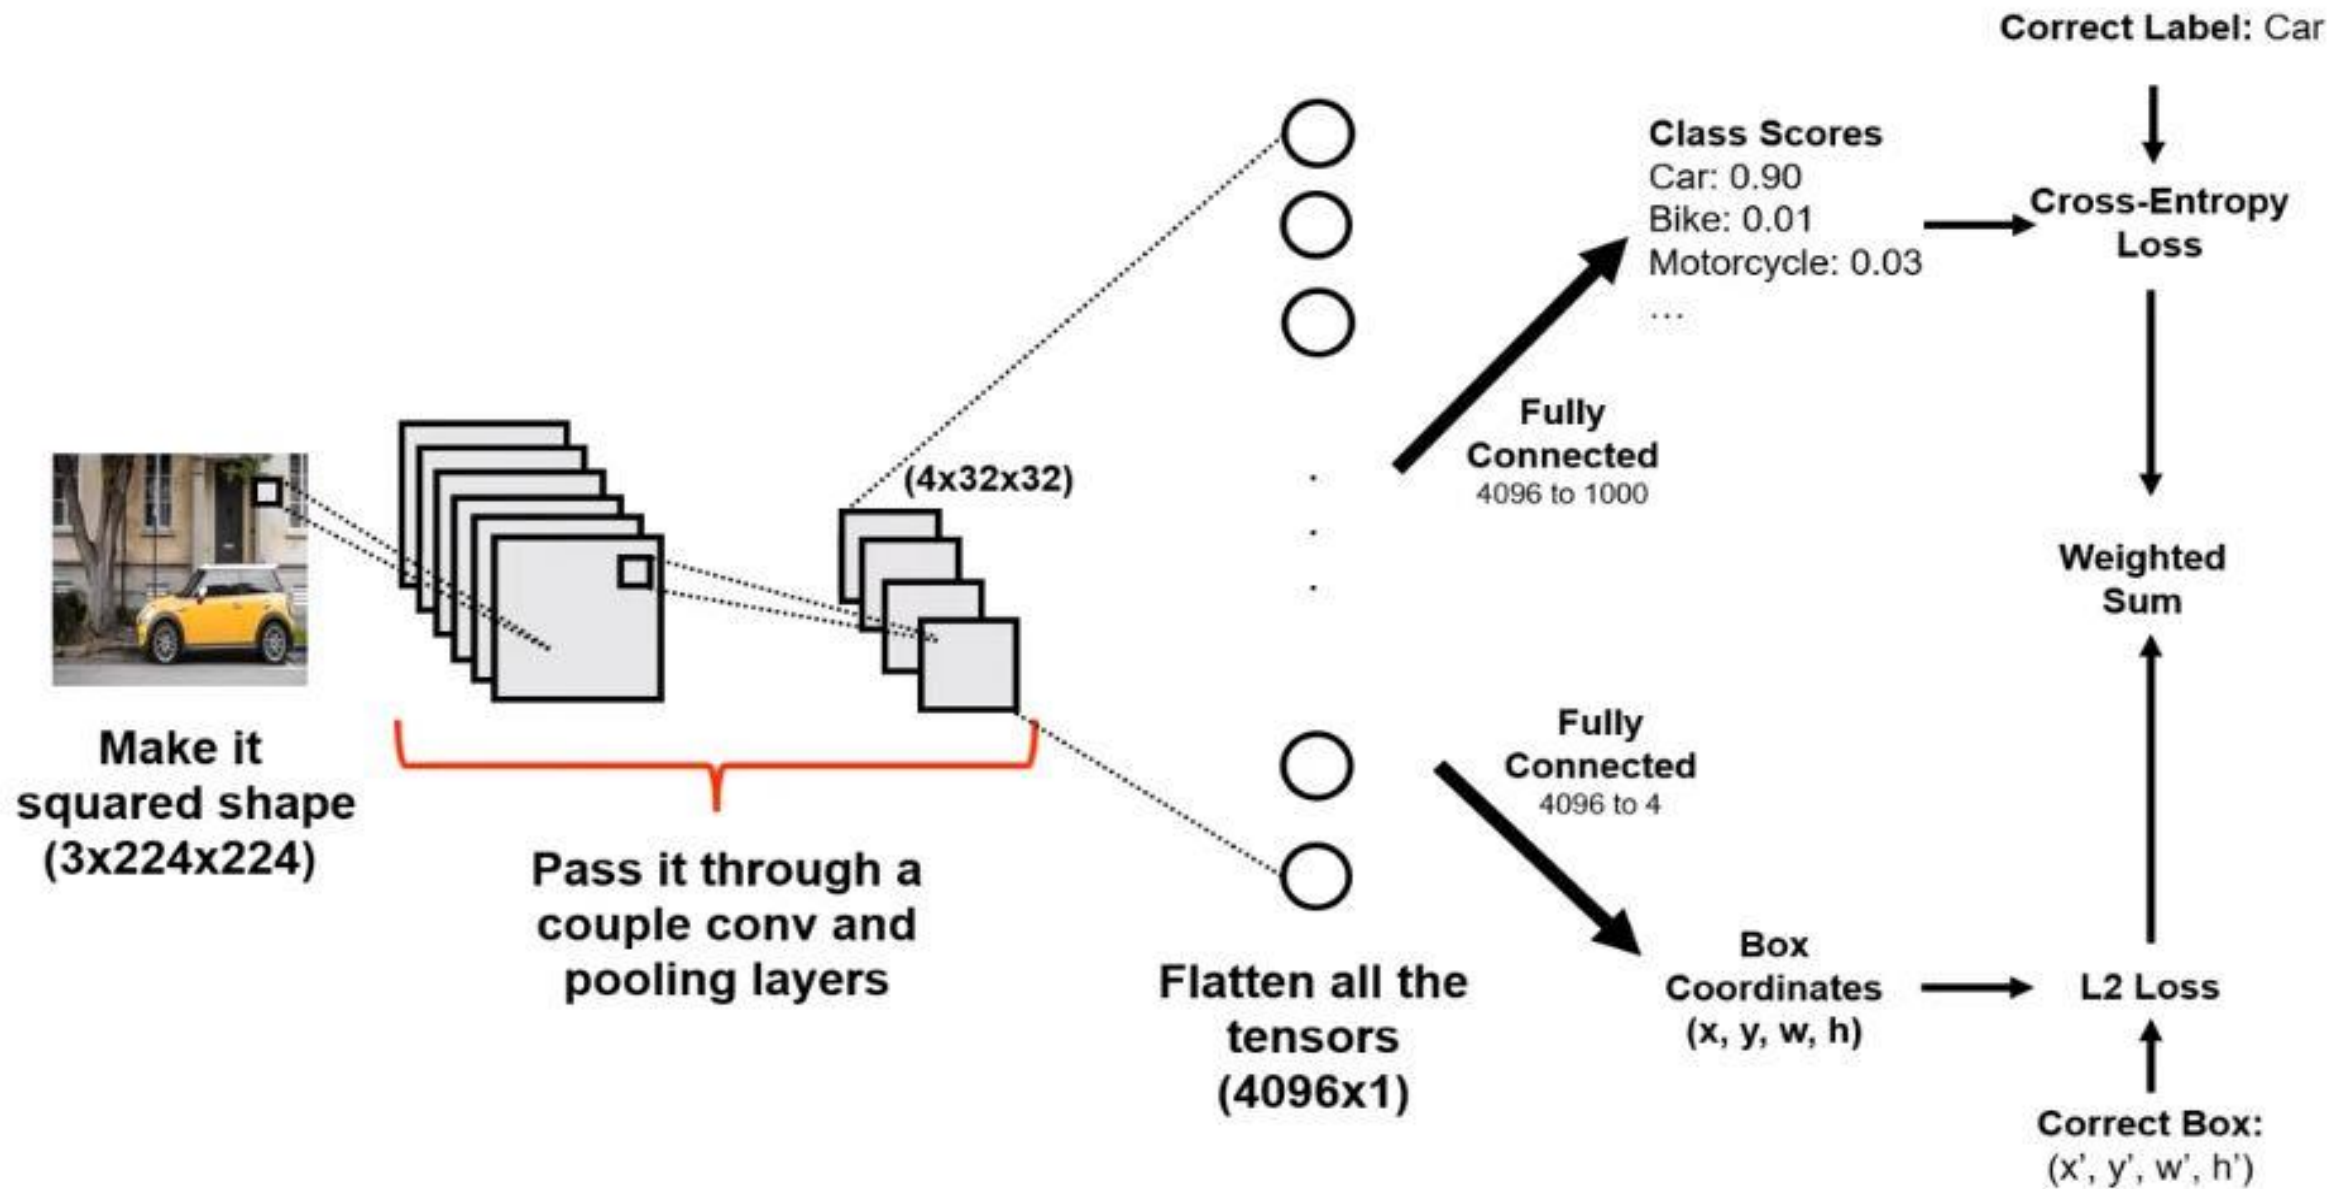 Correct Label: Car
Class Scores
Car: 0.90
Bike: 0.01
Motorcycle: 0.03
...
Cross-Entropy
Loss
Fully
Connected
4096 to 1000
(4x32x32)
Weighted
Sum
Make it
squared shape
(3x224x224)
Pass it through a
couple conv and
pooling layers
Fully
Connected
4096 to 4
Flatten all the
tensors
(4096x1)
Box
Coordinates
(x, y, w, h)
L2 Loss
Correct Box:
(x’, y’, w’, h’)